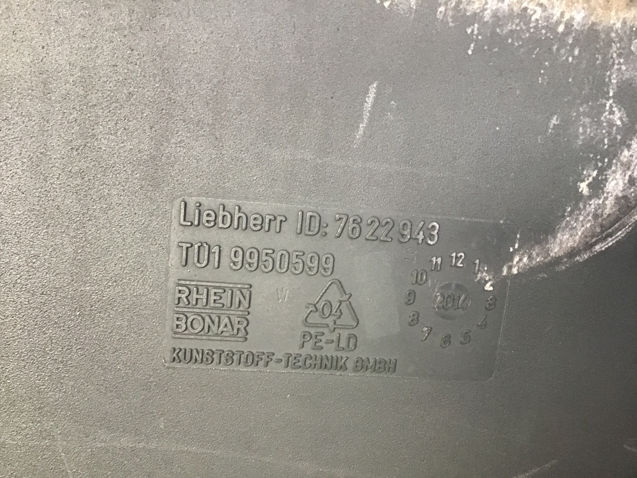 Liebherr ID: 7622943
TÜ1 9950599
RHEIN
BONAR
04
PE-LD
KUNSTSTOFF-TECHNIK GMBH
12
11 1
10 2
9 3
8 4
7 6 5